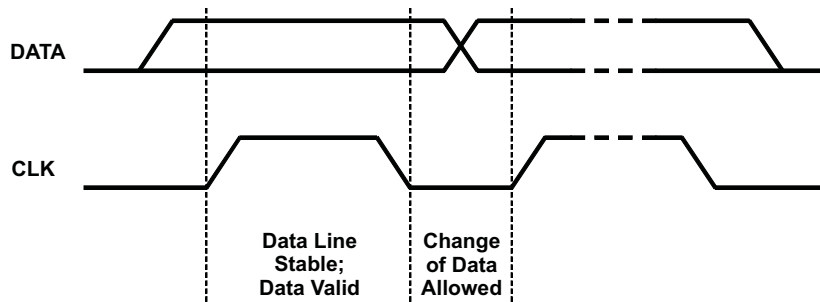 DATA
CLK
Data Line
Stable;
Data Valid
Change
of Data
Allowed